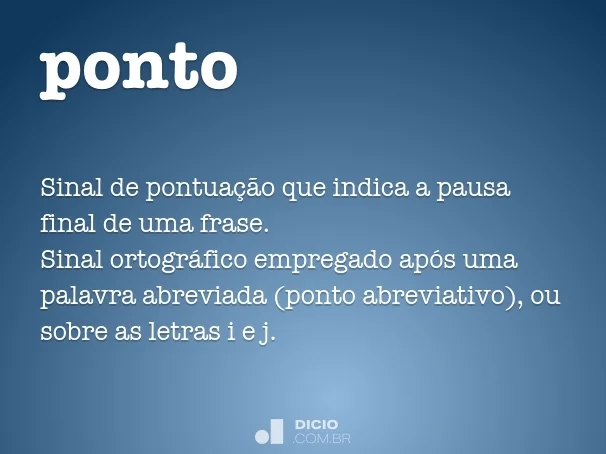 ponto
Sinal de pontuação que indica a pausa
final de uma frase.
Sinal ortográfico empregado após uma
palavra abreviada (ponto abreviativo), ou
sobre as letras i e j.
DICIO
COM.BR